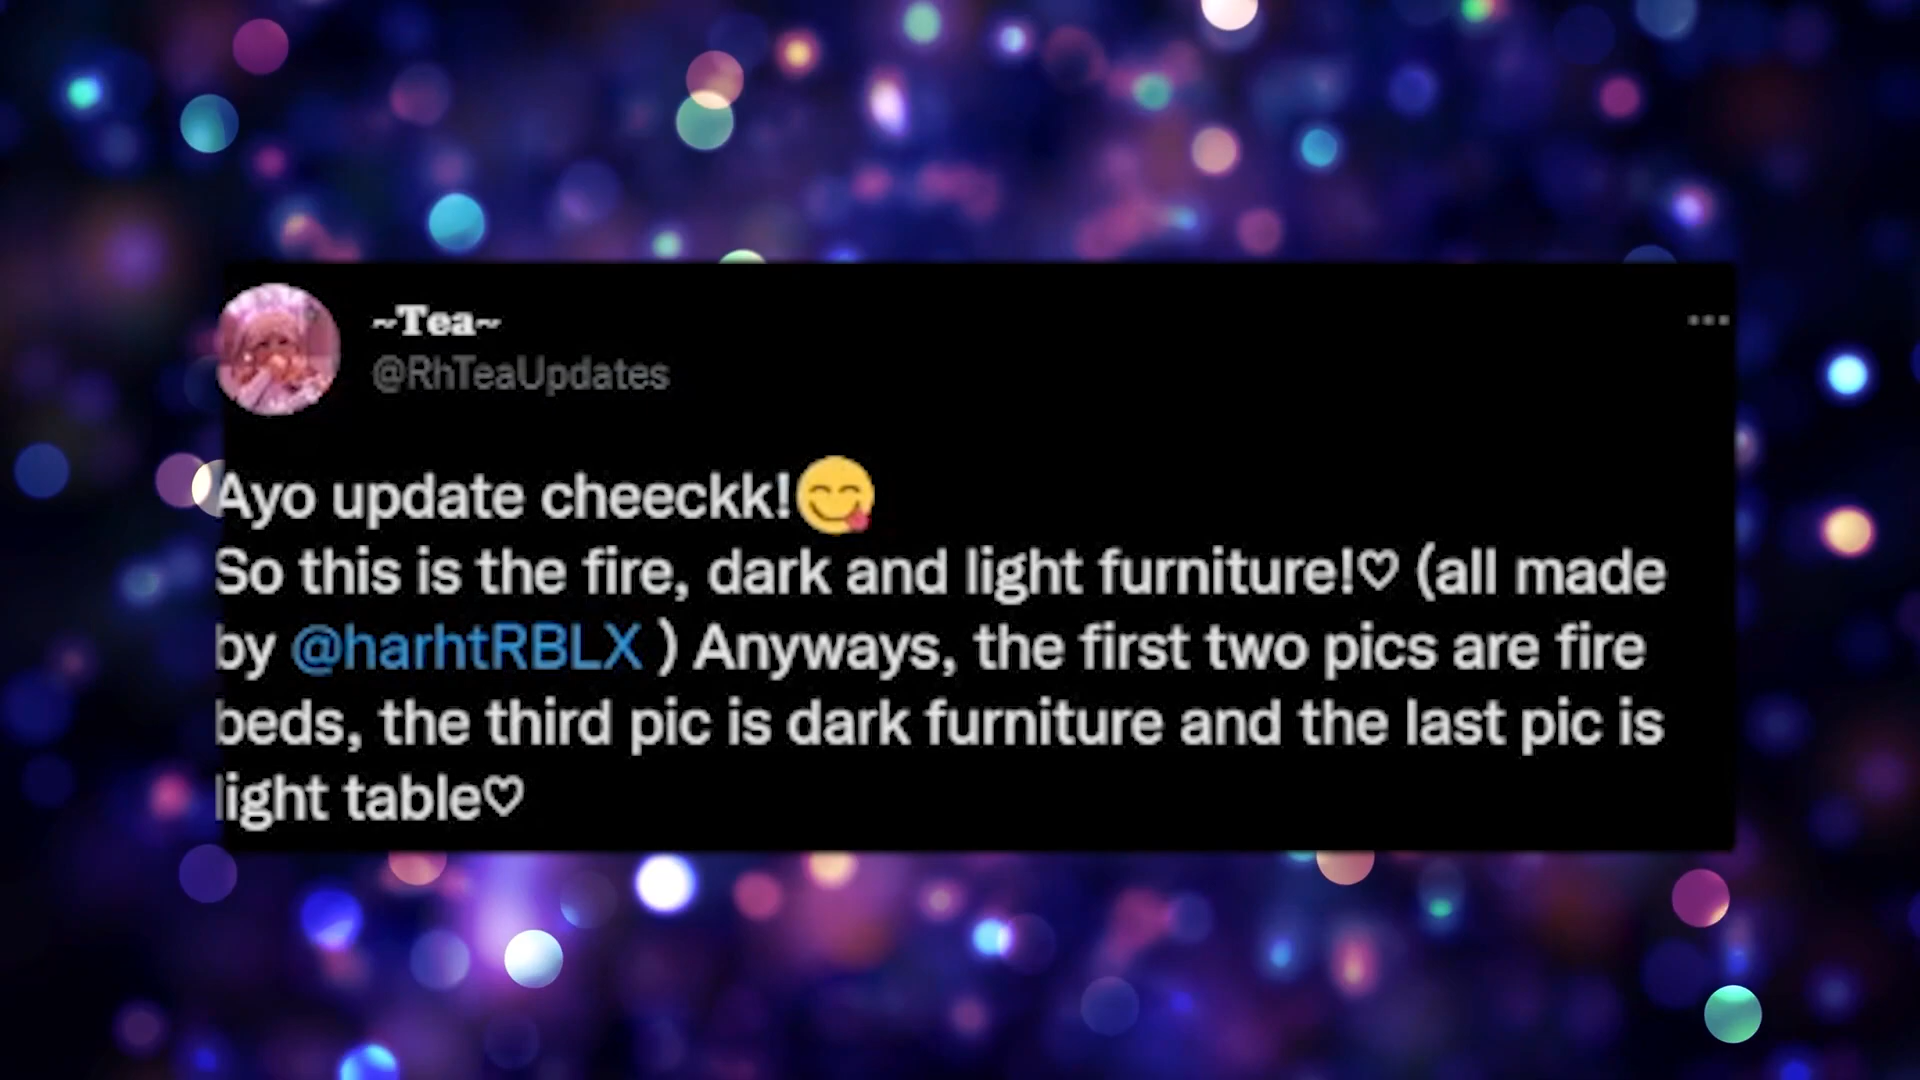 ~Tea~
@RhTeaUpdates
Ayo update cheeckk!😋
So this is the fire, dark and light furniture!♡ (all made
by @harhtRBLX ) Anyways, the first two pics are fire
beds, the third pic is dark furniture and the last pic is
light table♡